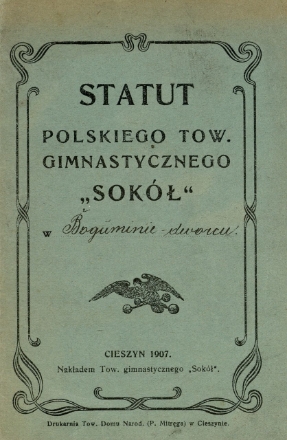 STATUT
POLSKIEGO TOW.
GIMNASTYCZNEGO
„SOKÓŁ“
w Boguminie-dworcu.
CIESZYN 1907.
Nakładem Tow. gimnastycznego „Sokół“.
Drukarnia Tow. Domu Narod. (P. Mitręga) w Cieszynie.